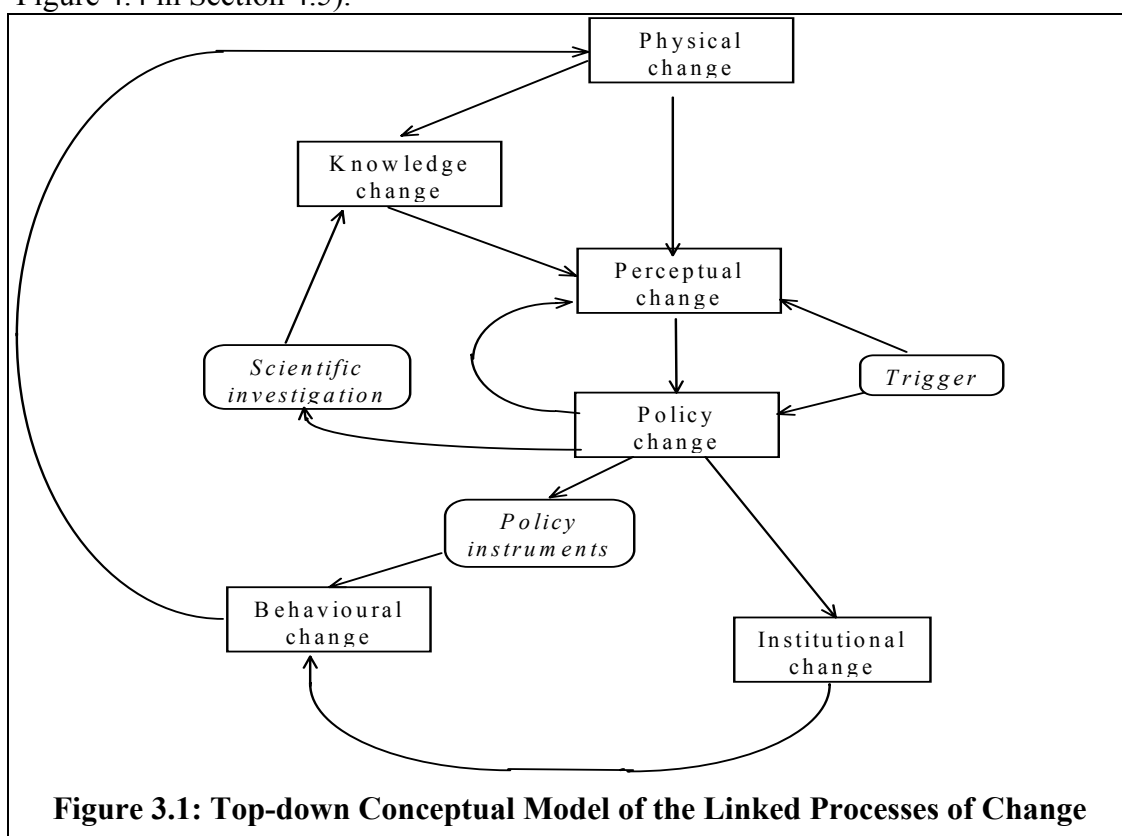 Figure 4.4 in Section 4.5).
Physical
change
Knowledge
change
Perceptual
change
Scientific
investigation
Trigger
Policy
change
Policy
instruments
Behavioural
change
Institutional
change
Figure 3.1: Top-down Conceptual Model of the Linked Processes of Change